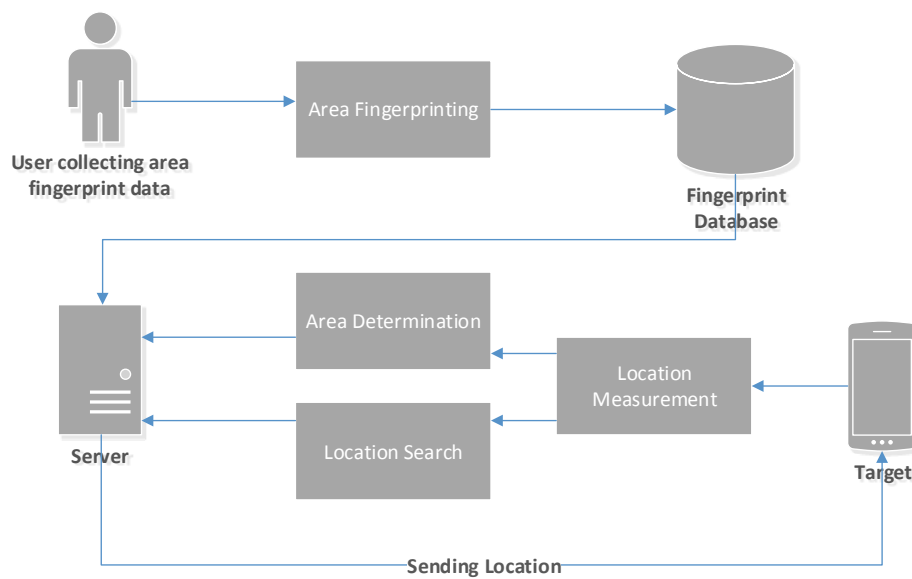 Area Fingerprinting
User collecting area
fingerprint data
Fingerprint
Database
Area Determination
Location
Measurement
Location Search
Server
Target
Sending Location